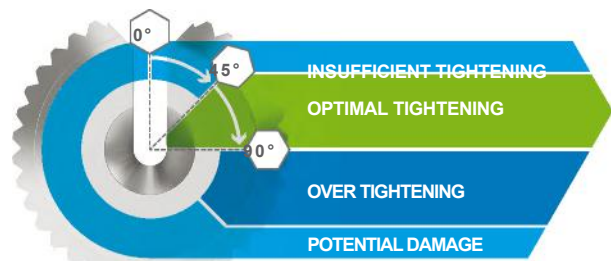 0°
45°
INSUFFICIENT TIGHTENING
OPTIMAL TIGHTENING
90°
OVER TIGHTENING
POTENTIAL DAMAGE